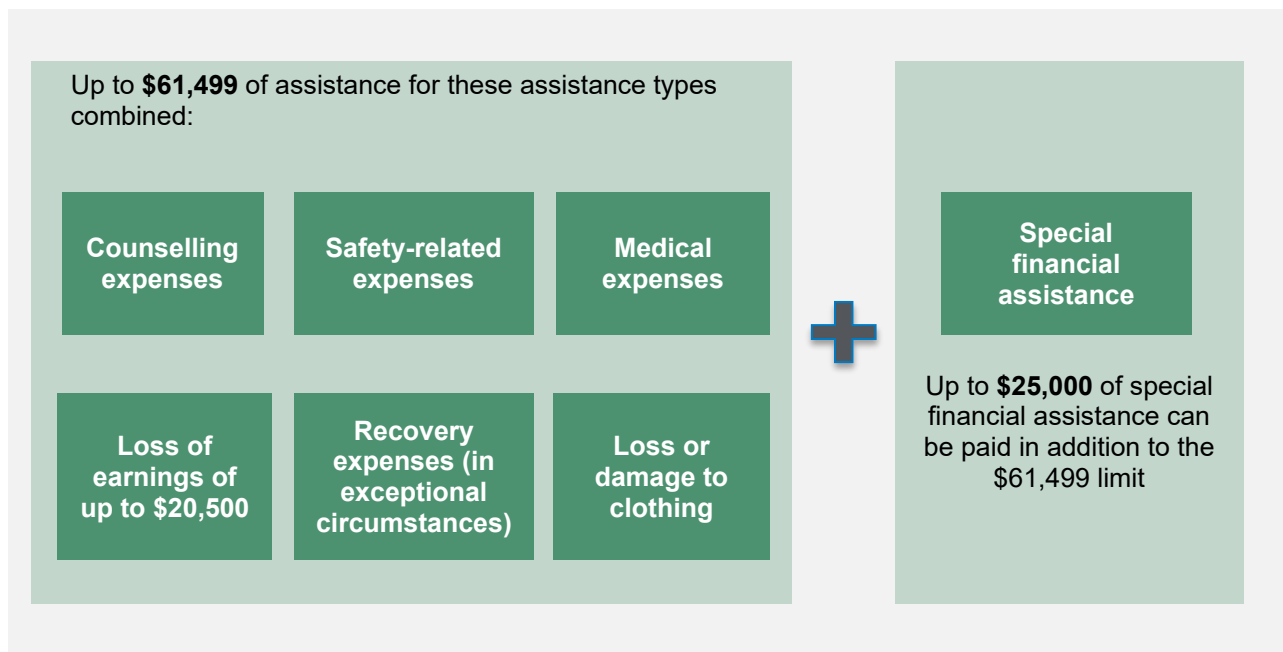 Up to $61,499 of assistance for these assistance types
combined:
Counselling
expenses
Safety-related
expenses
Medical
expenses
Loss of
earnings of
up to $20,500
Recovery
expenses (in
exceptional
circumstances)
Loss or
damage to
clothing
Special
financial
assistance
Up to $25,000 of special
financial assistance can
be paid in addition to the
$61,499 limit